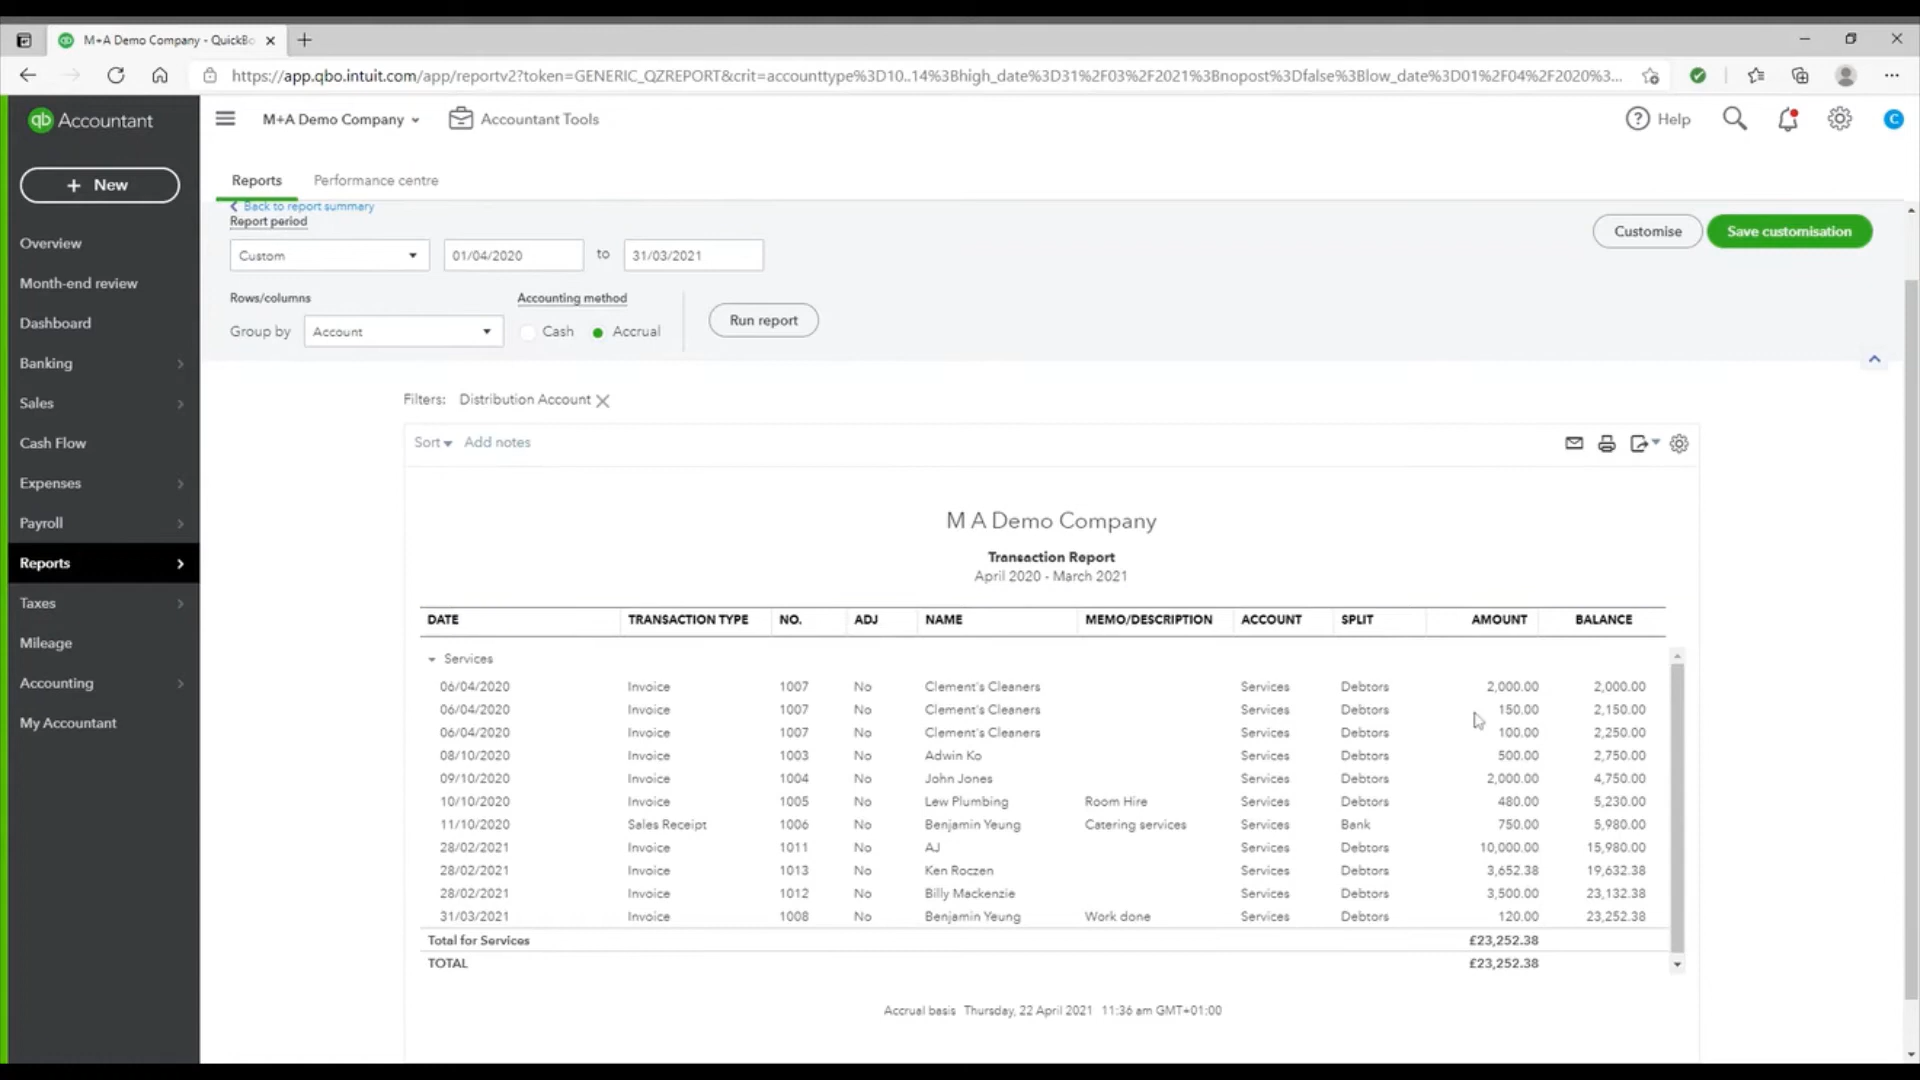 M+A Demo Company - QuickBo
https://app.qbo.intuit.com/app/reportv2?token=GENERIC_QZREPORT&crit=accounttype%3D10..14%3Bhigh_date%3D31%2F03%2F2021%3Bnopost%3Dfalse%3Blow_date%3D01%2F04%2F2020%3...
qb Accountant
M+A Demo Company
Accountant Tools
? Help
C
+ New
Reports Performance centre
Back to report summary
Report period
Customise
Save customisation
Custom
01/04/2020 to 31/03/2021
Rows/columns
Accounting method
Group by Account
Cash Accrual
Run report
Overview
Month-end review
Dashboard
Banking
Sales
Cash Flow
Expenses
Payroll
Reports
Taxes
Mileage
Accounting
My Accountant
Filters: Distribution Account
Sort Add notes
M A Demo Company
Transaction Report
April 2020 - March 2021
DATE TRANSACTION TYPE NO. ADJ NAME MEMO/DESCRIPTION ACCOUNT SPLIT AMOUNT BALANCE
Services
06/04/2020 Invoice 1007 No Clement's Cleaners Services Debtors 2,000.00 2,000.00
06/04/2020 Invoice 1007 No Clement's Cleaners Services Debtors 150.00 2,150.00
06/04/2020 Invoice 1007 No Clement's Cleaners Services Debtors 100.00 2,250.00
08/10/2020 Invoice 1003 No Adwin Ko Services Debtors 500.00 2,750.00
09/10/2020 Invoice 1004 No John Jones Services Debtors 2,000.00 4,750.00
10/10/2020 Invoice 1005 No Lew Plumbing Room Hire Services Debtors 480.00 5,230.00
11/10/2020 Sales Receipt 1006 No Benjamin Yeung Catering services Services Bank 750.00 5,980.00
28/02/2021 Invoice 1011 No AJ Services Debtors 10,000.00 15,980.00
28/02/2021 Invoice 1013 No Ken Roczen Services Debtors 3,652.38 19,632.38
28/02/2021 Invoice 1012 No Billy Mackenzie Services Debtors 3,500.00 23,132.38
31/03/2021 Invoice 1008 No Benjamin Yeung Work done Services Debtors 120.00 23,252.38
Total for Services £23,252.38
TOTAL £23,252.38
Accrual basis Thursday, 22 April 2021 11:36 am GMT+01:00